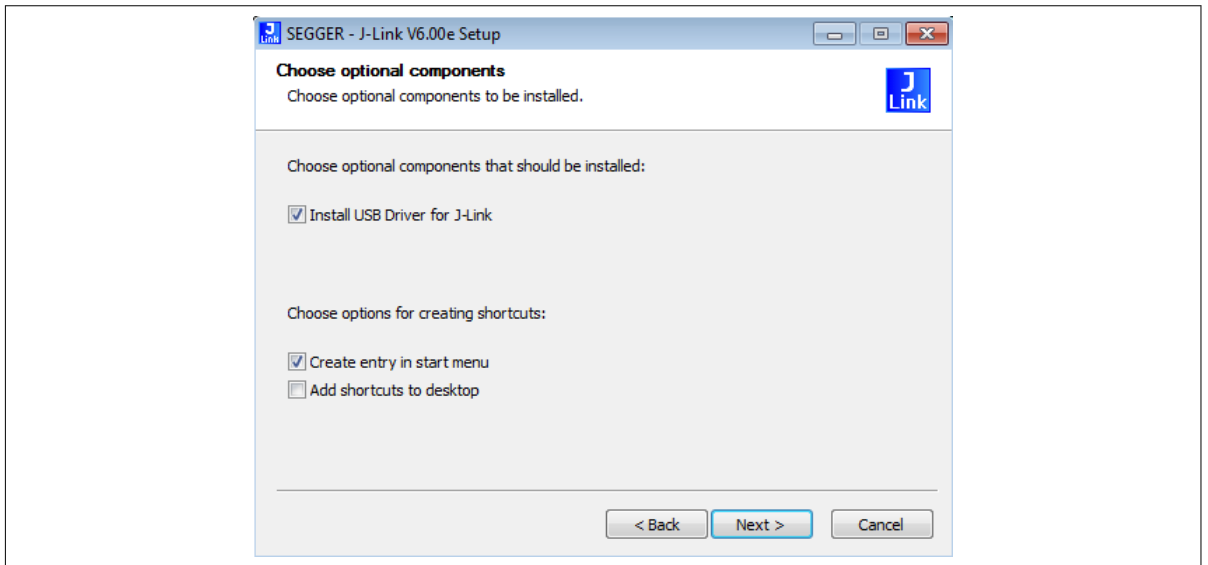 J
Link
SEGGER - J-Link V6.00e Setup
Choose optional components
Choose optional components to be installed.
J
Link
Choose optional components that should be installed:
Install USB Driver for J-Link
Choose options for creating shortcuts:
Create entry in start menu
Add shortcuts to desktop
< Back
Next >
Cancel